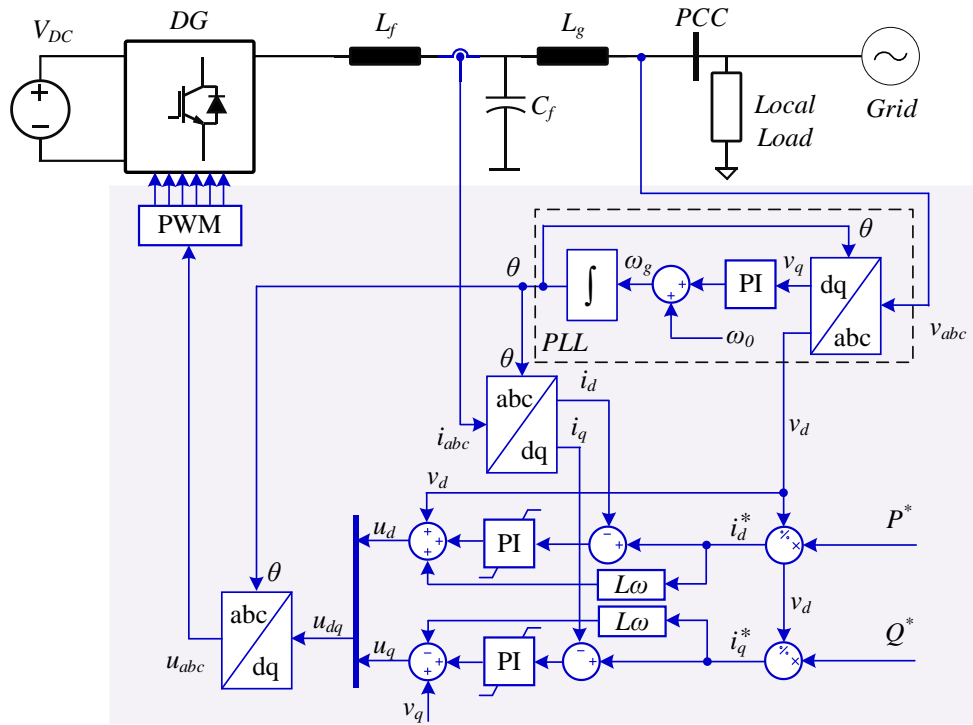 V_DC DG L_f L_g PCC
C_f Local Load Grid
PWM
θ θ
ω_g v_q
∫ + + PI dq abc
PLL ω_0 v_abc
θ
abc dq i_d
i_abc i_q
v_d v_d
u_d + + + PI − + i_d^* ÷ × P^*
Lω
θ v_d
abc dq u_dq Lω
u_abc u_q − − + PI − + i_q^* ÷ × Q^*
v_q